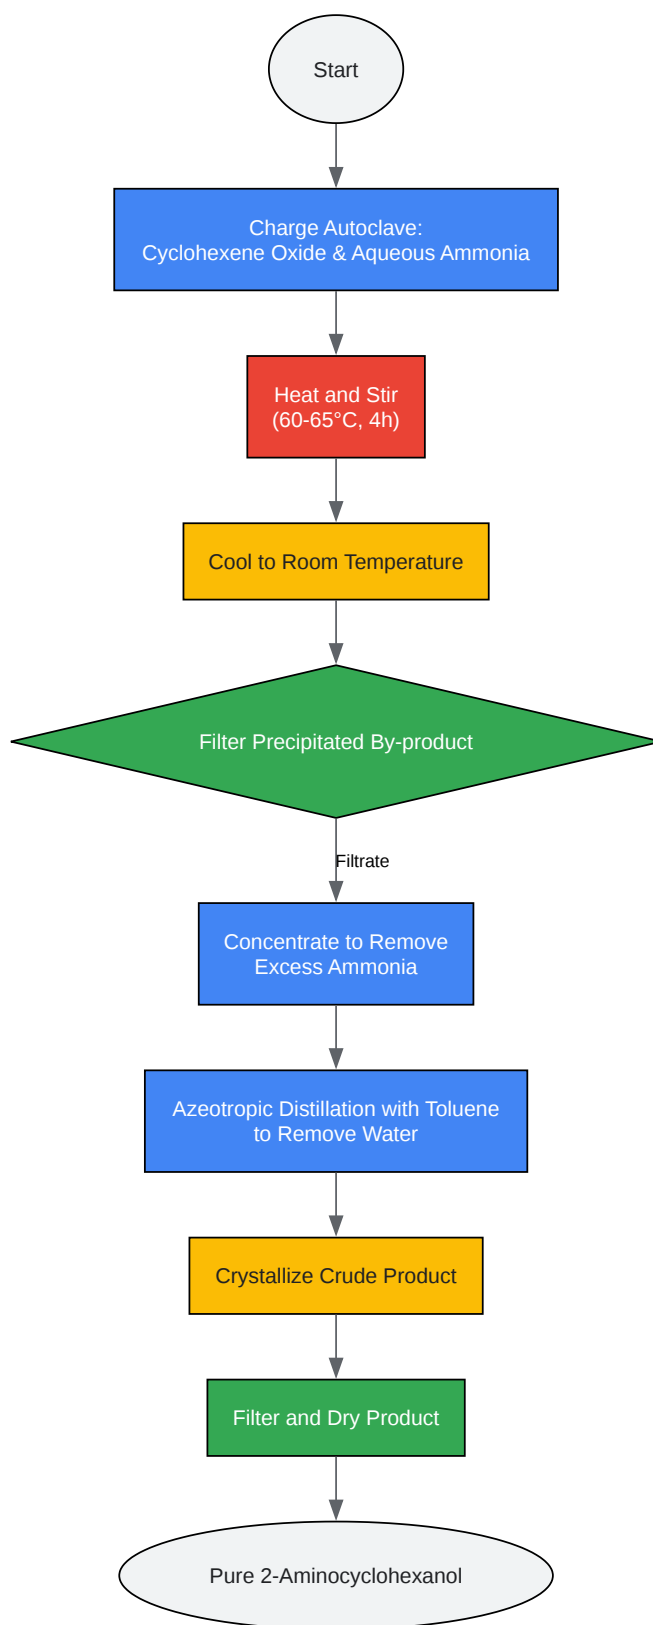 Start
Charge Autoclave:
Cyclohexene Oxide & Aqueous Ammonia
Heat and Stir
(60-65°C, 4h)
Cool to Room Temperature
Filter Precipitated By-product
Filtrate
Concentrate to Remove
Excess Ammonia
Azeotropic Distillation with Toluene
to Remove Water
Crystallize Crude Product
Filter and Dry Product
Pure 2-Aminocyclohexanol